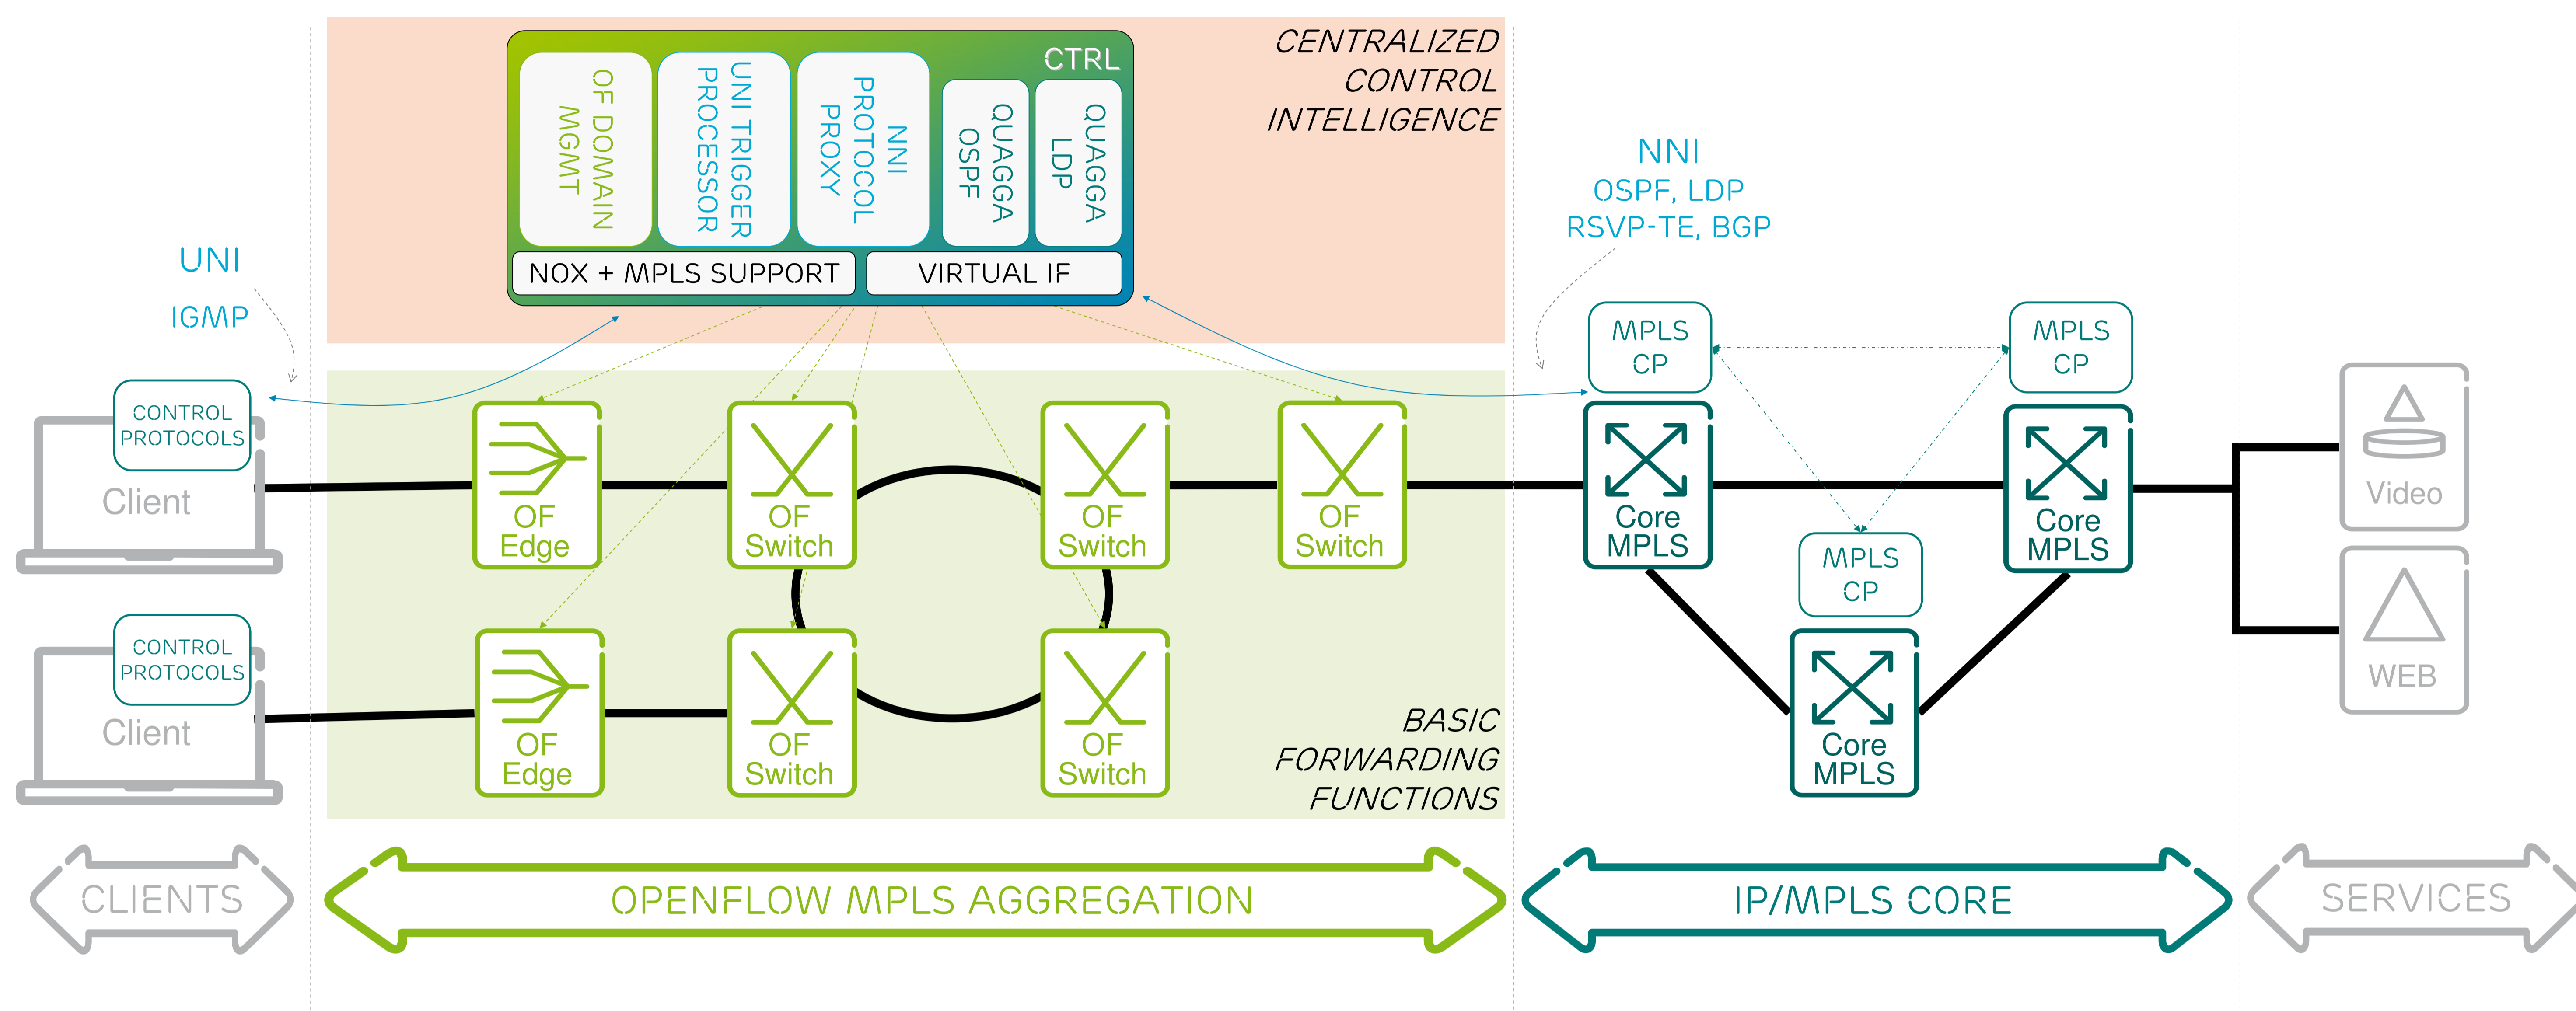 CENTRALIZED
CONTROL
INTELLIGENCE
CTRL
OF DOMAIN
MGMT
UNI TRIGGER
PROCESSOR
NNI
PROTOCOL
PROXY
QUAGGA
OSPF
QUAGGA
LDP
NOX + MPLS SUPPORT
VIRTUAL IF
UNI
IGMP
NNI
OSPF, LDP
RSVP-TE, BGP
CONTROL
PROTOCOLS
Client
OF
Edge
OF
Switch
OF
Switch
OF
Switch
MPLS
CP
Core
MPLS
MPLS
CP
Core
MPLS
Video
CONTROL
PROTOCOLS
Client
OF
Edge
OF
Switch
OF
Switch
BASIC
FORWARDING
FUNCTIONS
MPLS
CP
Core
MPLS
WEB
CLIENTS
OPENFLOW MPLS AGGREGATION
IP/MPLS CORE
SERVICES